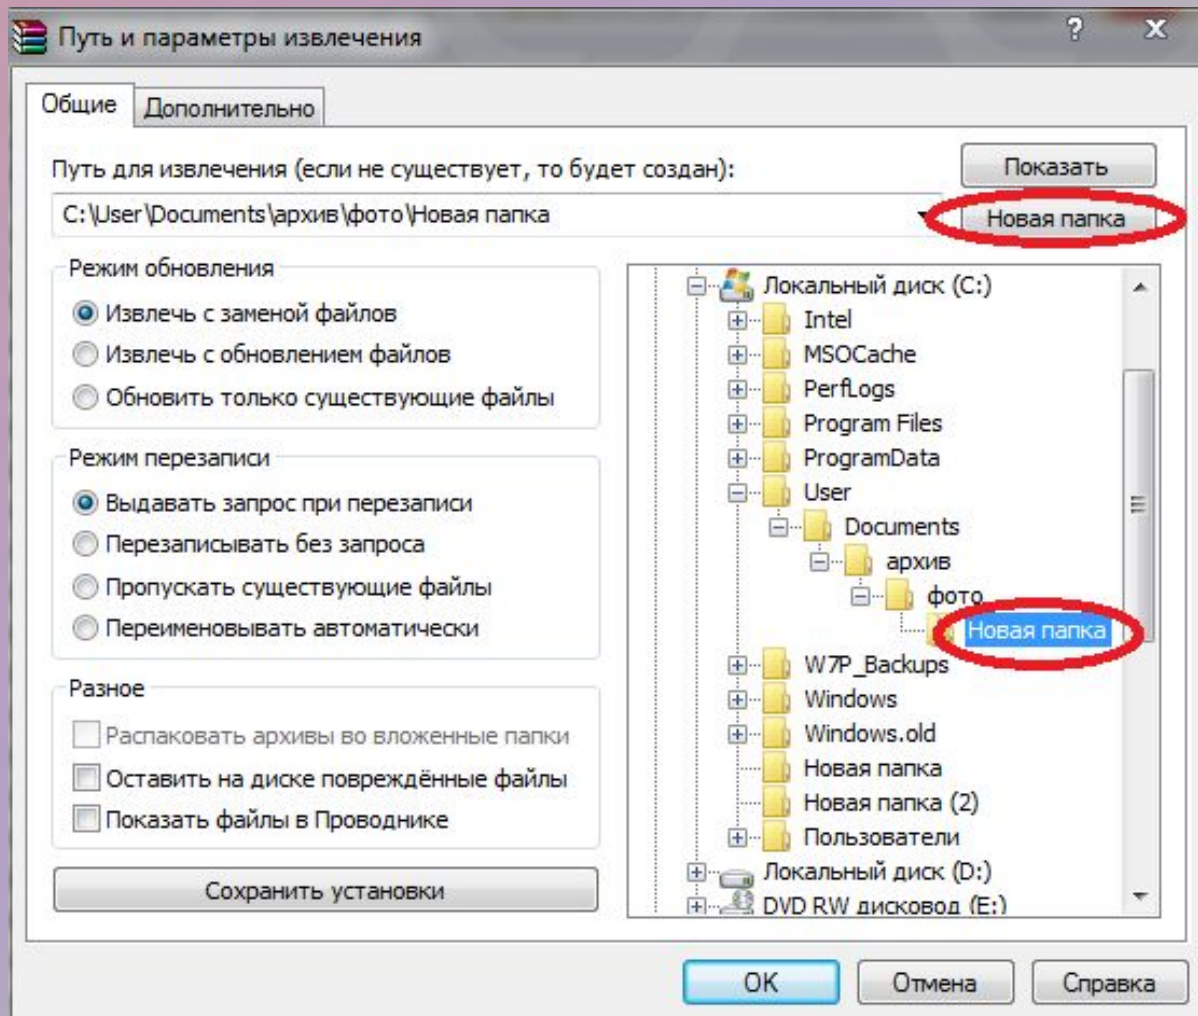 Путь и параметры извлечения
Общие
Дополнительно
Путь для извлечения (если не существует, то будет создан):
Показать
C:\User\Documents\архив\фото\Новая папка
Новая папка
Режим обновления
Извлечь с заменой файлов
Извлечь с обновлением файлов
Обновить только существующие файлы
Режим перезаписи
Выдавать запрос при перезаписи
Перезаписывать без запроса
Пропускать существующие файлы
Переименовывать автоматически
Разное
Распаковать архивы во вложенные папки
Оставить на диске повреждённые файлы
Показать файлы в Проводнике
Сохранить установки
Локальный диск (C:)
Intel
MSOCache
PerfLogs
Program Files
ProgramData
User
Documents
архив
фото
Новая папка
W7P_Backups
Windows
Windows.old
Новая папка
Новая папка (2)
Пользователи
Локальный диск (D:)
DVD RW дисковод (E:)
OK
Отмена
Справка